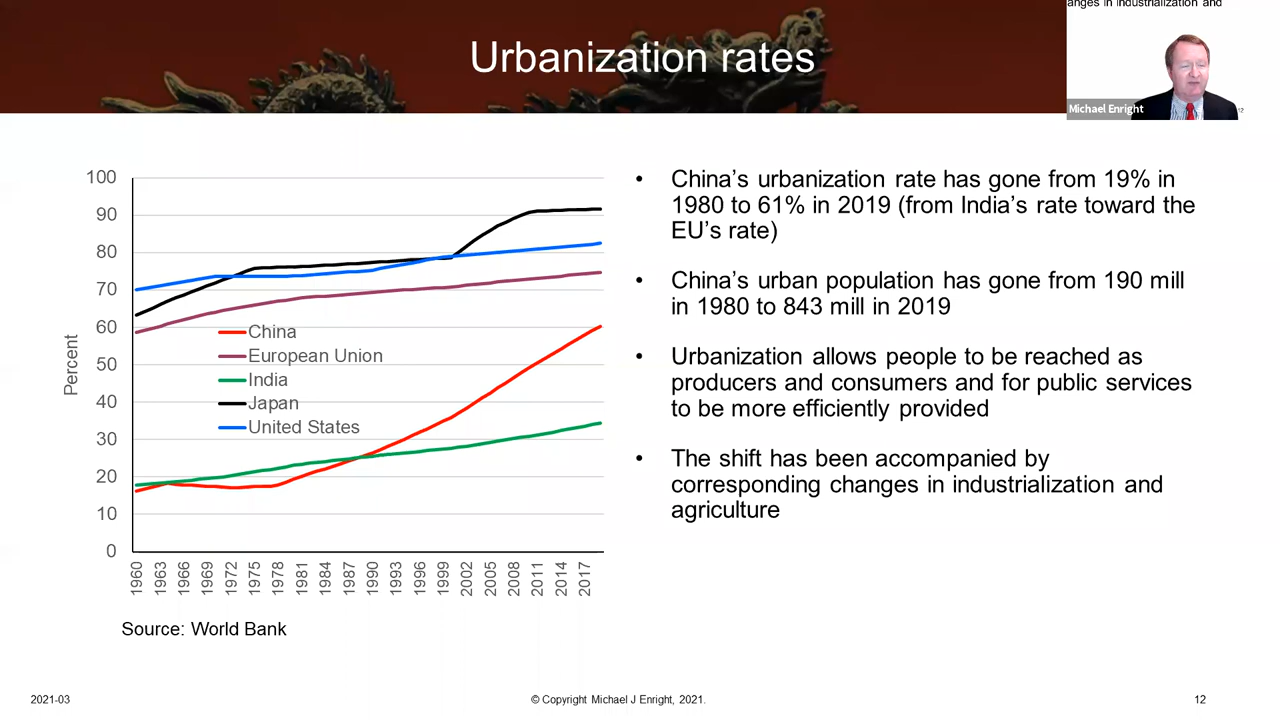 Urbanization rates
anges in industrialization and
Michael Enright
12
100
90
80
70
60
50
40
30
20
10
0
Percent
China
European Union
India
Japan
United States
1960
1963
1966
1969
1972
1975
1978
1981
1984
1987
1990
1993
1996
1999
2002
2005
2008
2011
2014
2017
Source: World Bank
• China’s urbanization rate has gone from 19% in
1980 to 61% in 2019 (from India’s rate toward the
EU’s rate)
• China’s urban population has gone from 190 mill
in 1980 to 843 mill in 2019
• Urbanization allows people to be reached as
producers and consumers and for public services
to be more efficiently provided
• The shift has been accompanied by
corresponding changes in industrialization and
agriculture
2021-03
© Copyright Michael J Enright, 2021.
12